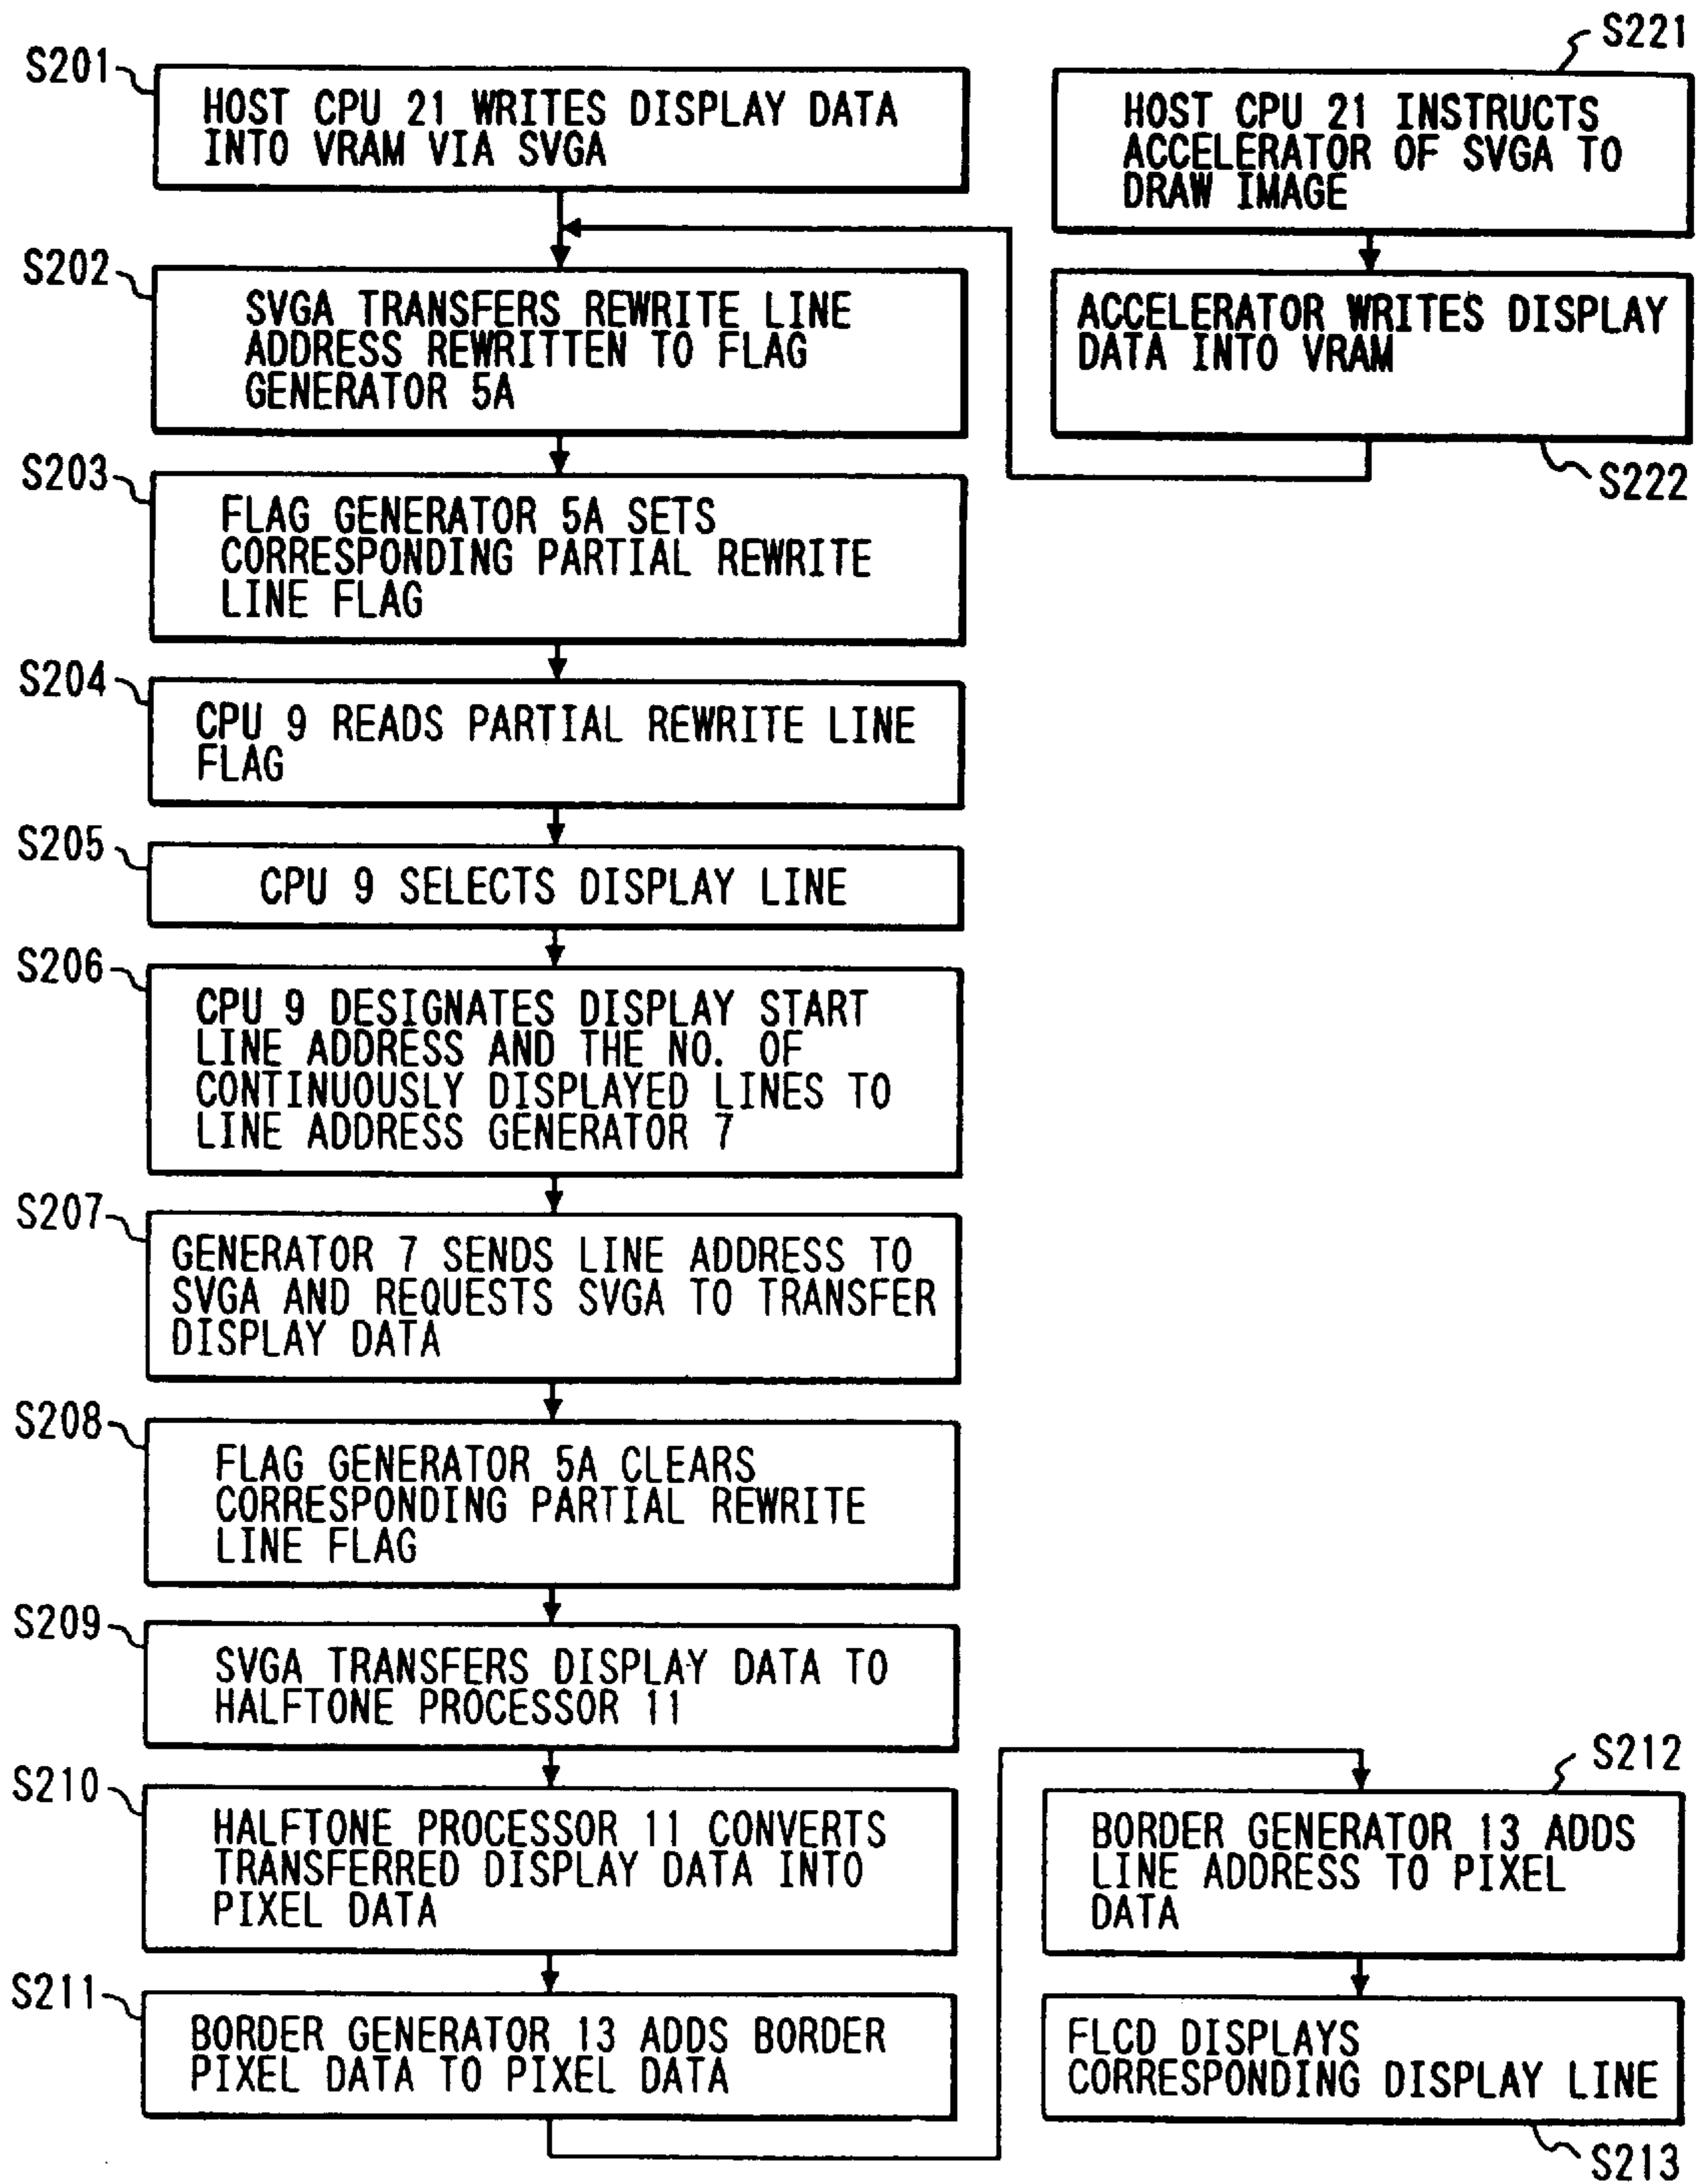 S201
HOST CPU 21 WRITES DISPLAY DATA
INTO VRAM VIA SVGA
S221
HOST CPU 21 INSTRUCTS
ACCELERATOR OF SVGA TO
DRAW IMAGE
S202
SVGA TRANSFERS REWRITE LINE
ADDRESS REWRITTEN TO FLAG
GENERATOR 5A
ACCELERATOR WRITES DISPLAY
DATA INTO VRAM
S222
S203
FLAG GENERATOR 5A SETS
CORRESPONDING PARTIAL REWRITE
LINE FLAG
S204
CPU 9 READS PARTIAL REWRITE LINE
FLAG
S205
CPU 9 SELECTS DISPLAY LINE
S206
CPU 9 DESIGNATES DISPLAY START
LINE ADDRESS AND THE NO. OF
CONTINUOUSLY DISPLAYED LINES TO
LINE ADDRESS GENERATOR 7
S207
GENERATOR 7 SENDS LINE ADDRESS TO
SVGA AND REQUESTS SVGA TO TRANSFER
DISPLAY DATA
S208
FLAG GENERATOR 5A CLEARS
CORRESPONDING PARTIAL REWRITE
LINE FLAG
S209
SVGA TRANSFERS DISPLAY DATA TO
HALFTONE PROCESSOR 11
S210
HALFTONE PROCESSOR 11 CONVERTS
TRANSFERRED DISPLAY DATA INTO
PIXEL DATA
S211
BORDER GENERATOR 13 ADDS BORDER
PIXEL DATA TO PIXEL DATA
S212
BORDER GENERATOR 13 ADDS
LINE ADDRESS TO PIXEL
DATA
FLCD DISPLAYS
CORRESPONDING DISPLAY LINE
S213